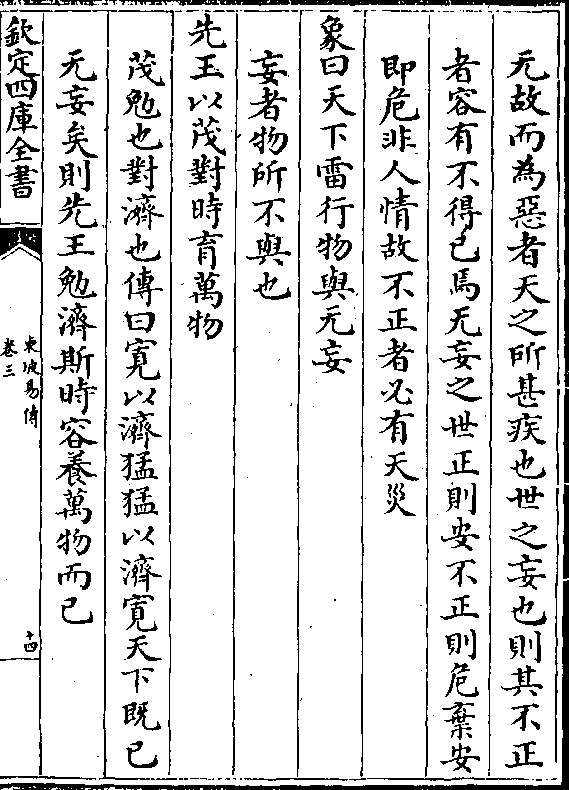 无故而為惡者天之所甚疾也世之妄也則其不正
者容有不得已焉无妄之世正則安不正則危棄安
即危非人情故不正者必有天災
象曰天下雷行物與无妄
妄者物所不與也
先王以茂對時育萬物
茂勉也對濟也傳曰寛以濟猛猛以濟寛天下既已
无妄矣則先王勉濟斯時容養萬物而已
欽定四庫全書
東坡易傳
卷三
十四